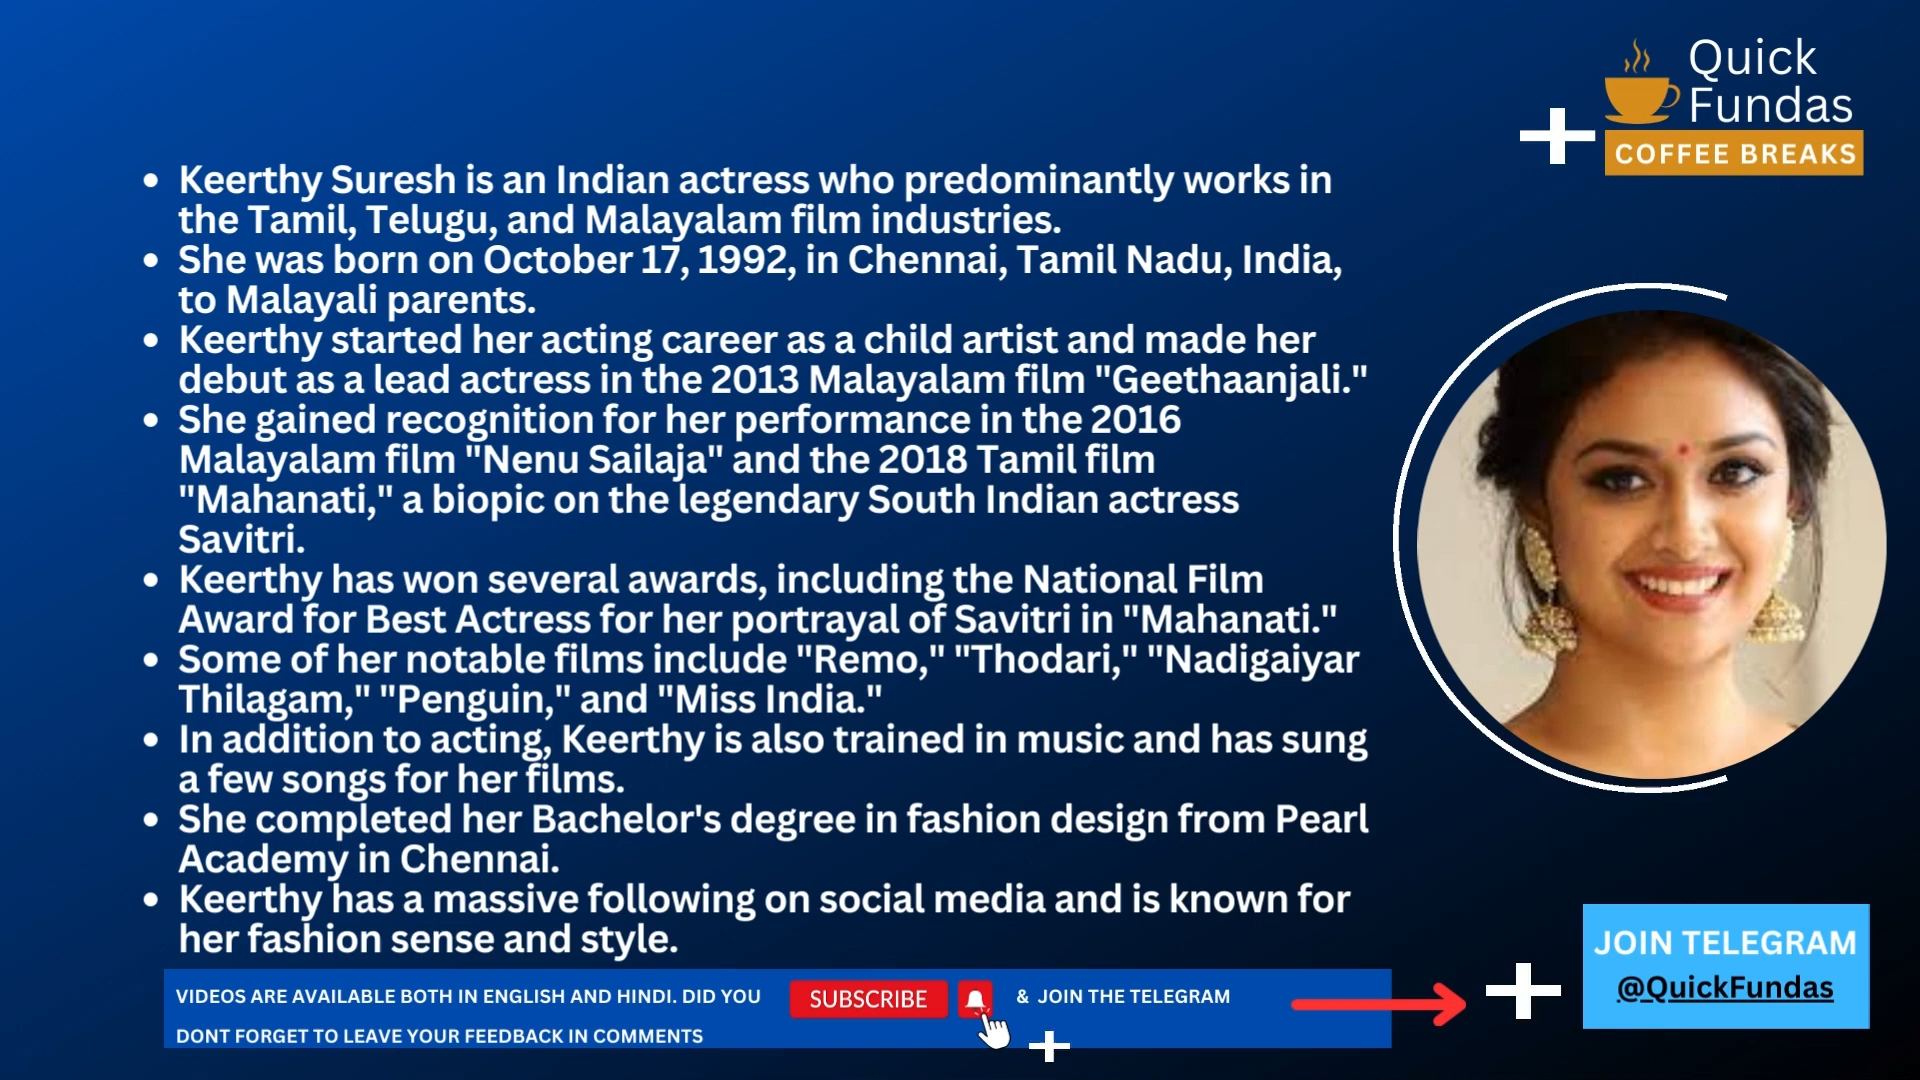 Quick
Fundas
COFFEE BREAKS
• Keerthy Suresh is an Indian actress who predominantly works in
the Tamil, Telugu, and Malayalam film industries.
• She was born on October 17, 1992, in Chennai, Tamil Nadu, India,
to Malayali parents.
• Keerthy started her acting career as a child artist and made her
debut as a lead actress in the 2013 Malayalam film "Geethaanjali."
• She gained recognition for her performance in the 2016
Malayalam film "Nenu Sailaja" and the 2018 Tamil film
"Mahanati," a biopic on the legendary South Indian actress
Savitri.
• Keerthy has won several awards, including the National Film
Award for Best Actress for her portrayal of Savitri in "Mahanati."
• Some of her notable films include "Remo," "Thodari," "Nadigaiyar
Thilagam," "Penguin," and "Miss India."
• In addition to acting, Keerthy is also trained in music and has sung
a few songs for her films.
• She completed her Bachelor's degree in fashion design from Pearl
Academy in Chennai.
• Keerthy has a massive following on social media and is known for
her fashion sense and style.
VIDEOS ARE AVAILABLE BOTH IN ENGLISH AND HINDI. DID YOU SUBSCRIBE & JOIN THE TELEGRAM
DONT FORGET TO LEAVE YOUR FEEDBACK IN COMMENTS
JOIN TELEGRAM
@QuickFundas